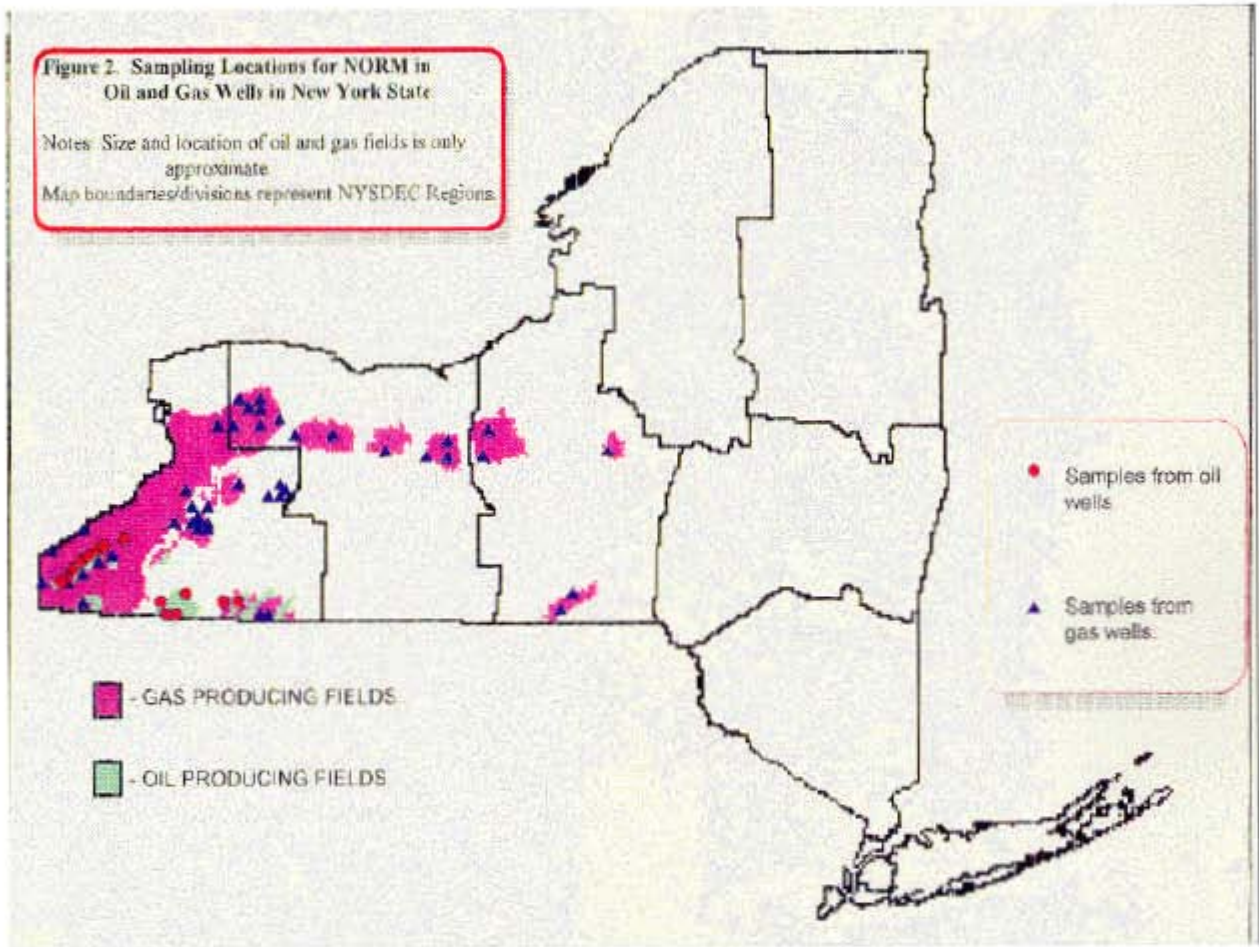 Figure 2. Sampling Locations for NORM in
Oil and Gas Wells in New York State
Notes: Size and location of oil and gas fields is only
approximate
Map boundaries/divisions represent NYSDEC Regions.
Samples from oil
wells
Samples from
gas wells.
- GAS PRODUCING FIELDS
- OIL PRODUCING FIELDS